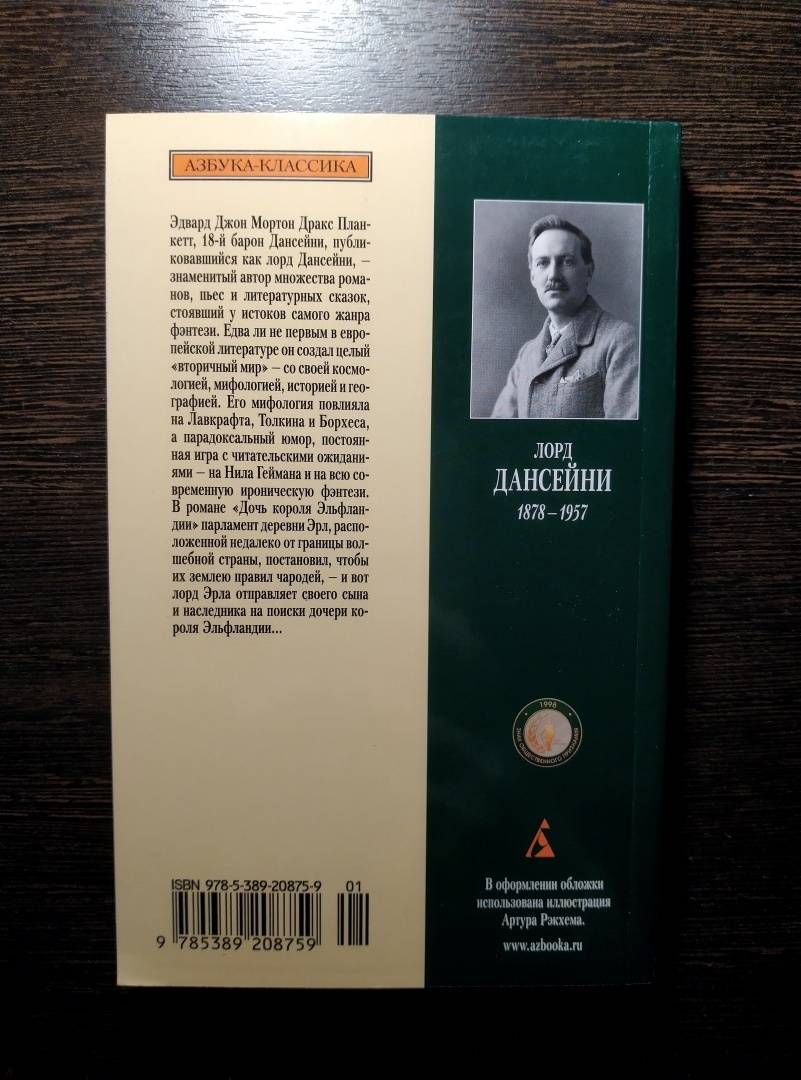 АЗБУКА-КЛАССИКА
Эдвард Джон Мортон Дракс План-
кетт, 18-й барон Дансейни, публи-
ковавшийся как лорд Дансейни, –
знаменитый автор множества рома-
нов, пьес и литературных сказок,
стоявший у истоков самого жанра
фэнтези. Едва ли не первым в евро-
пейской литературе он создал целый
«вторичный мир» – со своей космо-
логией, мифологией, историей и гео-
графией. Его мифология повлияла
на Лавкрафта, Толкина и Борхеса,
а парадоксальный юмор, постоян-
ная игра с читательскими ожидани-
ями – на Нила Геймана и на всю со-
временную ироническую фэнтези.
В романе «Дочь короля Эльфлан-
дии» парламент деревни Эрл, распо-
ложенной недалеко от границы вол-
шебной страны, постановил, чтобы
их землею правил чародей, – и вот
лорд Эрла отправляет своего сына
и наследника на поиски дочери ко-
роля Эльфландии...
ISBN 978-5-389-20875-9 01
9 785389 208759
ЛОРД
ДАНСЕЙНИ
1878–1957
1998
ЗНАК ОБЩЕСТВЕННОГО ПРИЗНАНИЯ
В оформлении обложки
использована иллюстрация
Артура Рэкхема.
www.azbooka.ru